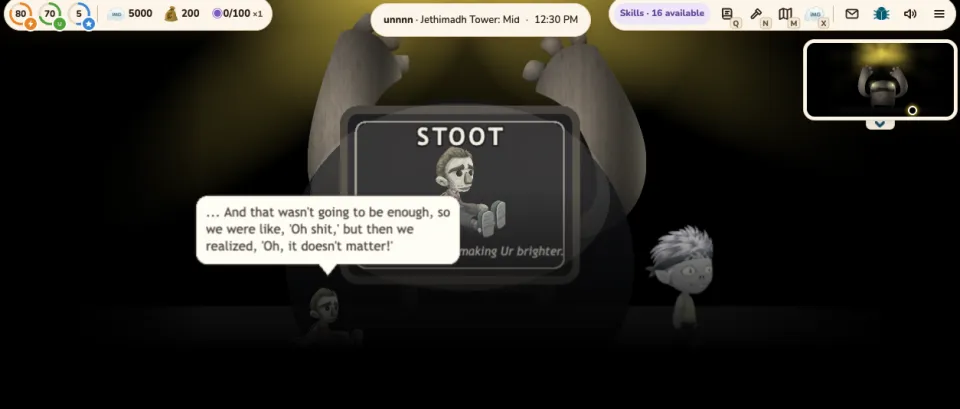 80
70
5
5000
200
0/100 ×1
unnnn · Jethimadh Tower: Mid · 12:30 PM
Skills · 16 available
Q
N
M
X
STOOT
making Ur brighter.
... And that wasn't going to be enough, so
we were like, 'Oh shit,' but then we
realized, 'Oh, it doesn't matter!'